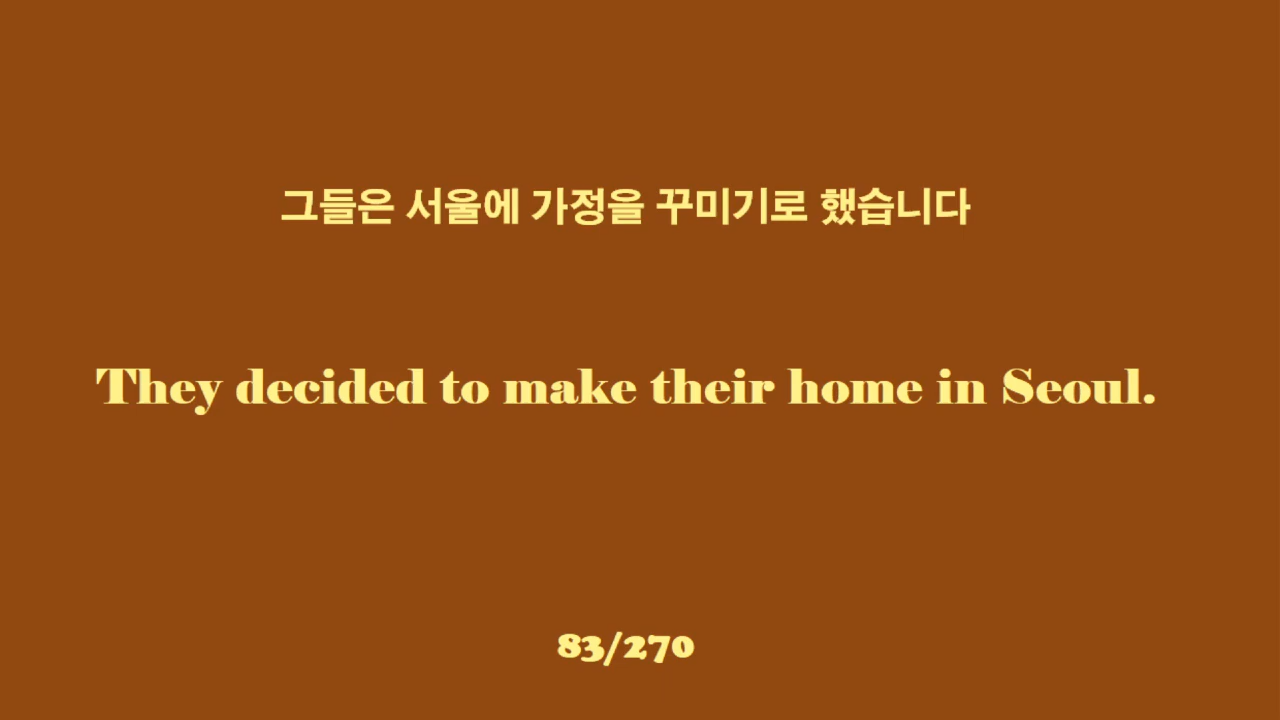 그들은 서울에 가정을 꾸미기로 했습니다
They decided to make their home in Seoul.
83/270